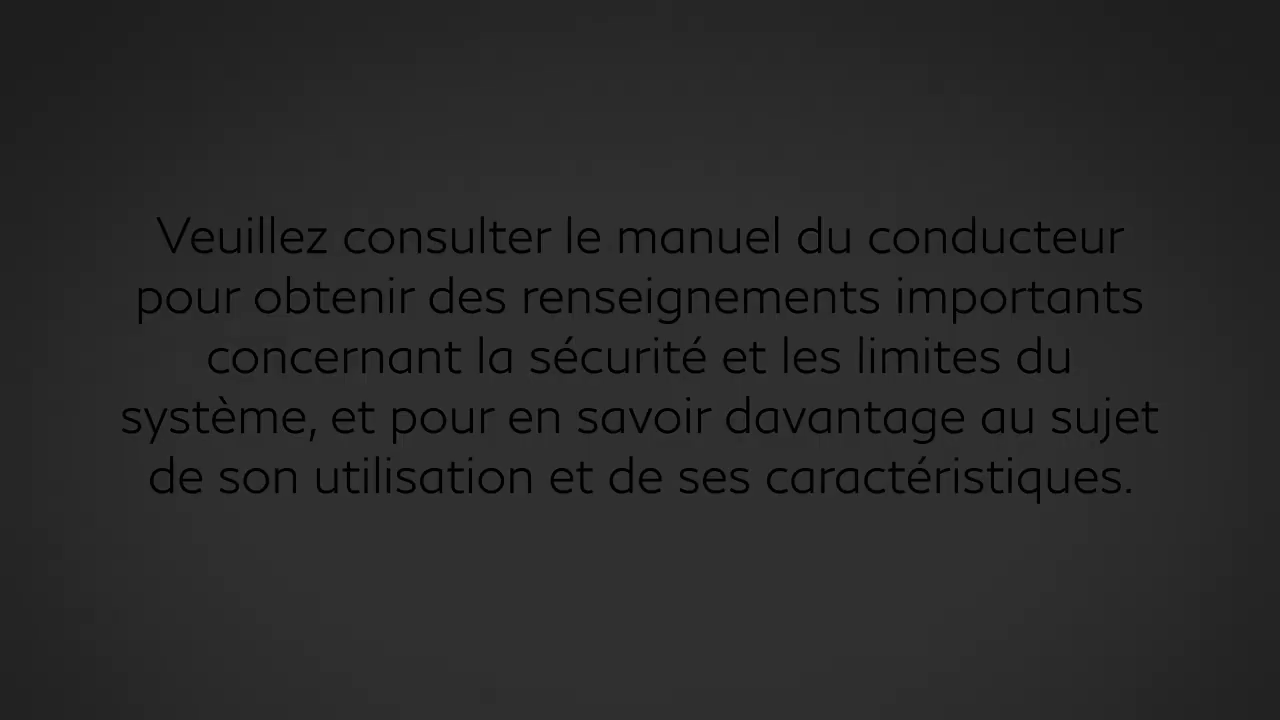 Veuillez consulter le manuel du conducteur
pour obtenir des renseignements importants
concernant la sécurité et les limites du
système, et pour en savoir davantage au sujet
de son utilisation et de ses caractéristiques.